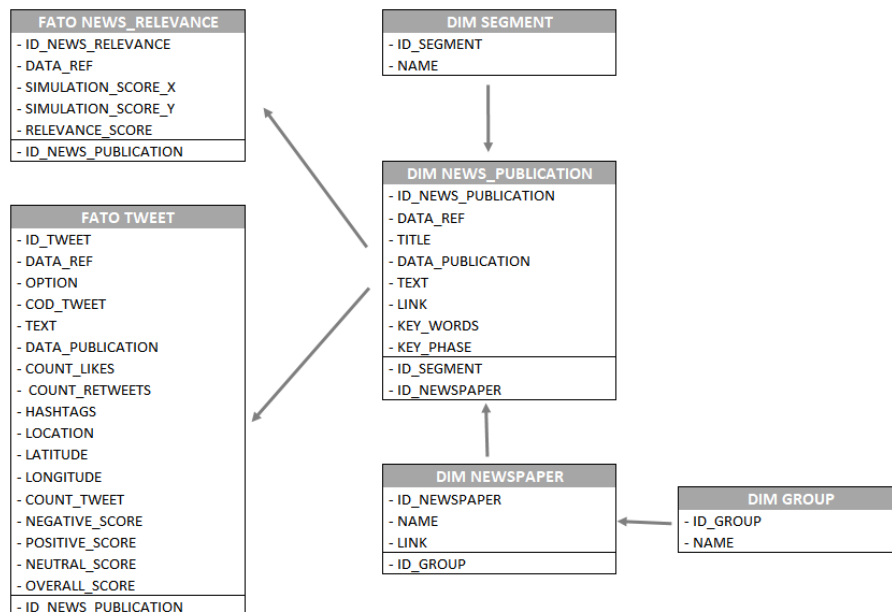 FATO NEWS_RELEVANCE
- ID_NEWS_RELEVANCE
- DATA_REF
- SIMULATION_SCORE_X
- SIMULATION_SCORE_Y
- RELEVANCE_SCORE
- ID_NEWS_PUBLICATION
FATO TWEET
- ID_TWEET
- DATA_REF
- OPTION
- COD_TWEET
- TEXT
- DATA_PUBLICATION
- COUNT_LIKES
- COUNT_RETWEETS
- HASHTAGS
- LOCATION
- LATITUDE
- LONGITUDE
- COUNT_TWEET
- NEGATIVE_SCORE
- POSITIVE_SCORE
- NEUTRAL_SCORE
- OVERALL_SCORE
- ID_NEWS_PUBLICATION
DIM SEGMENT
- ID_SEGMENT
- NAME
DIM NEWS_PUBLICATION
- ID_NEWS_PUBLICATION
- DATA_REF
- TITLE
- DATA_PUBLICATION
- TEXT
- LINK
- KEY_WORDS
- KEY_PHASE
- ID_SEGMENT
- ID_NEWSPAPER
DIM NEWSPAPER
- ID_NEWSPAPER
- NAME
- LINK
- ID_GROUP
DIM GROUP
- ID_GROUP
- NAME